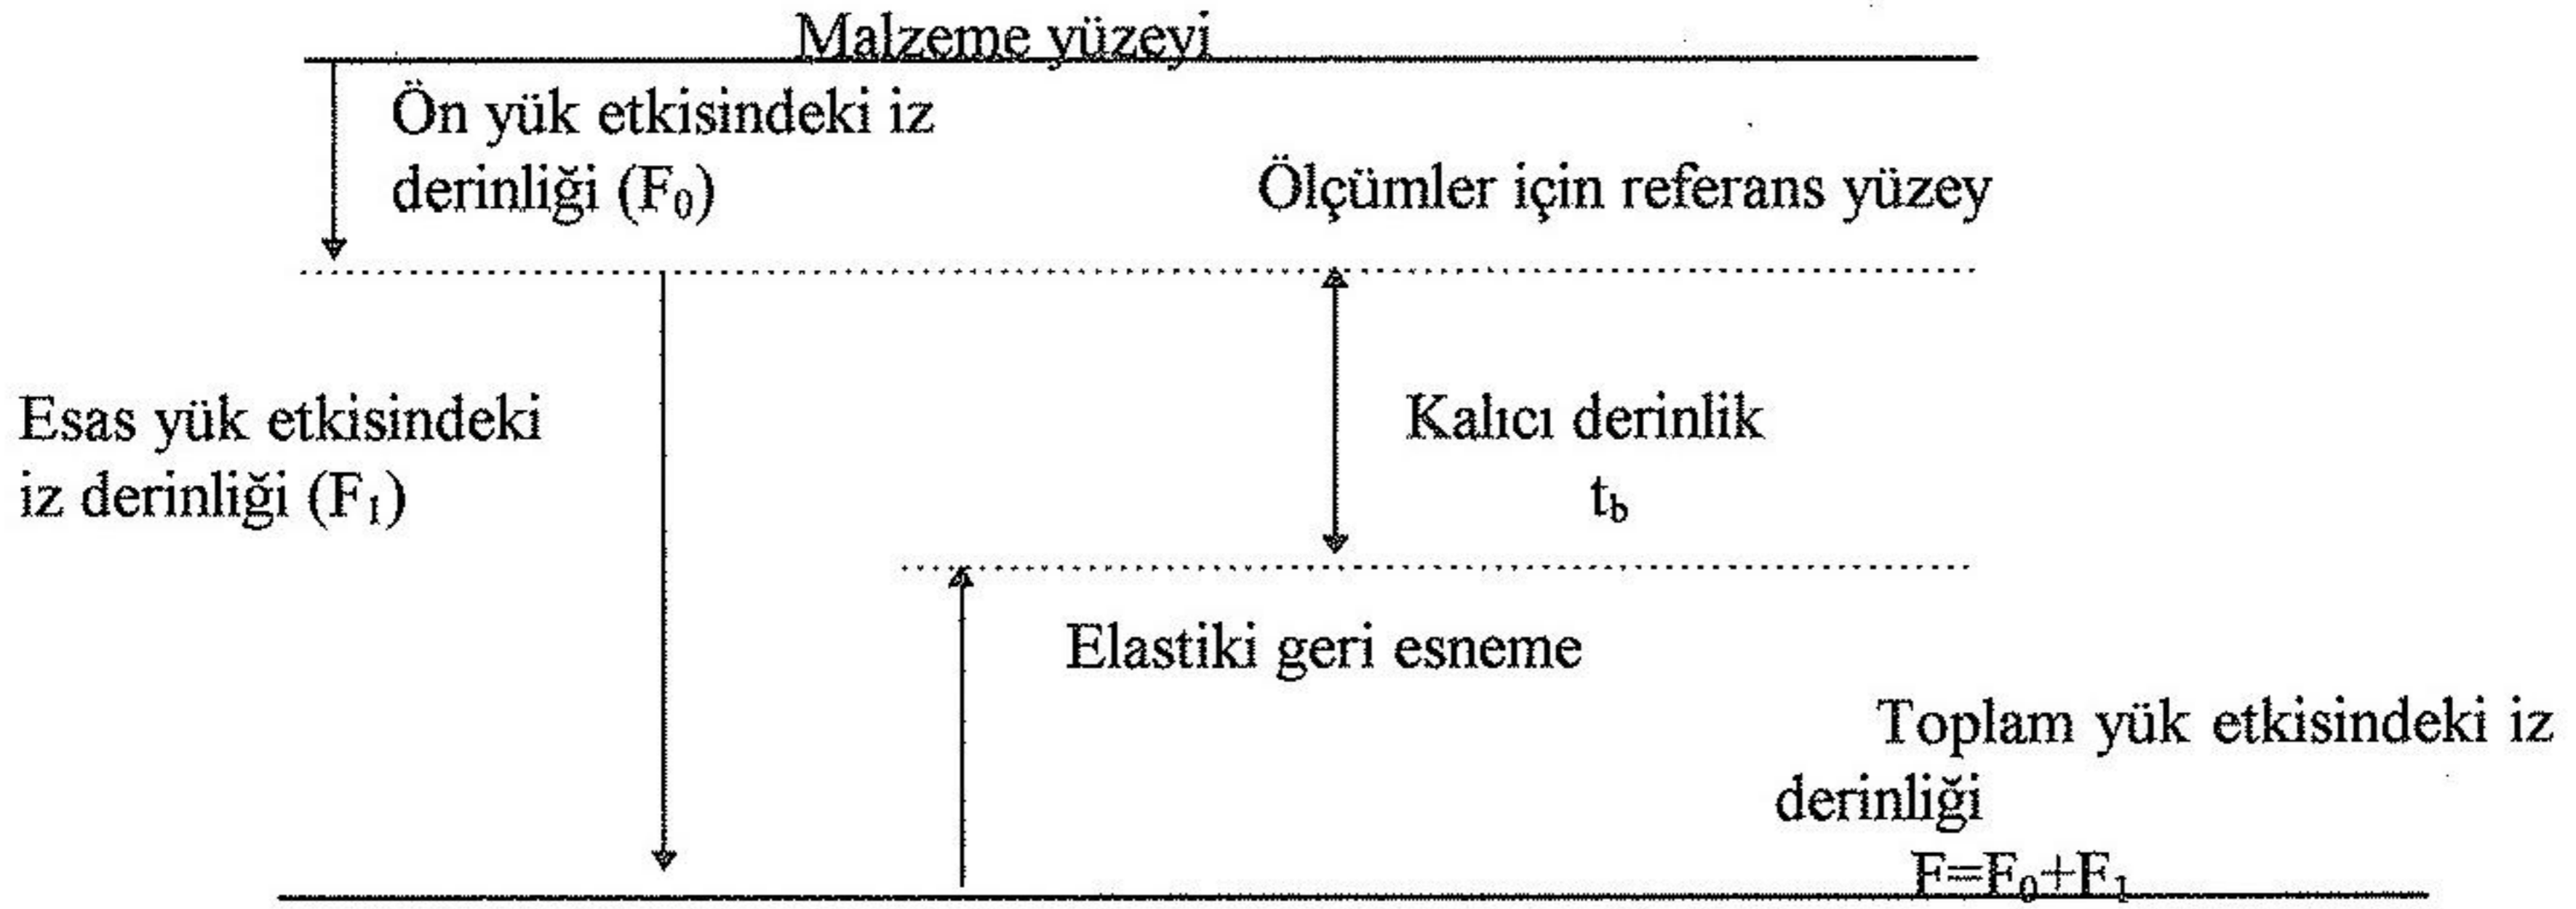 Malzeme yüzeyi
Ön yük etkisindeki iz
derinliği (F₀)
Ölçümler için referans yüzey
Esas yük etkisindeki
iz derinliği (F₁)
Kalıcı derinlik
t_b
Elastiki geri esneme
Toplam yük etkisindeki iz
derinliği
F=F₀+F₁